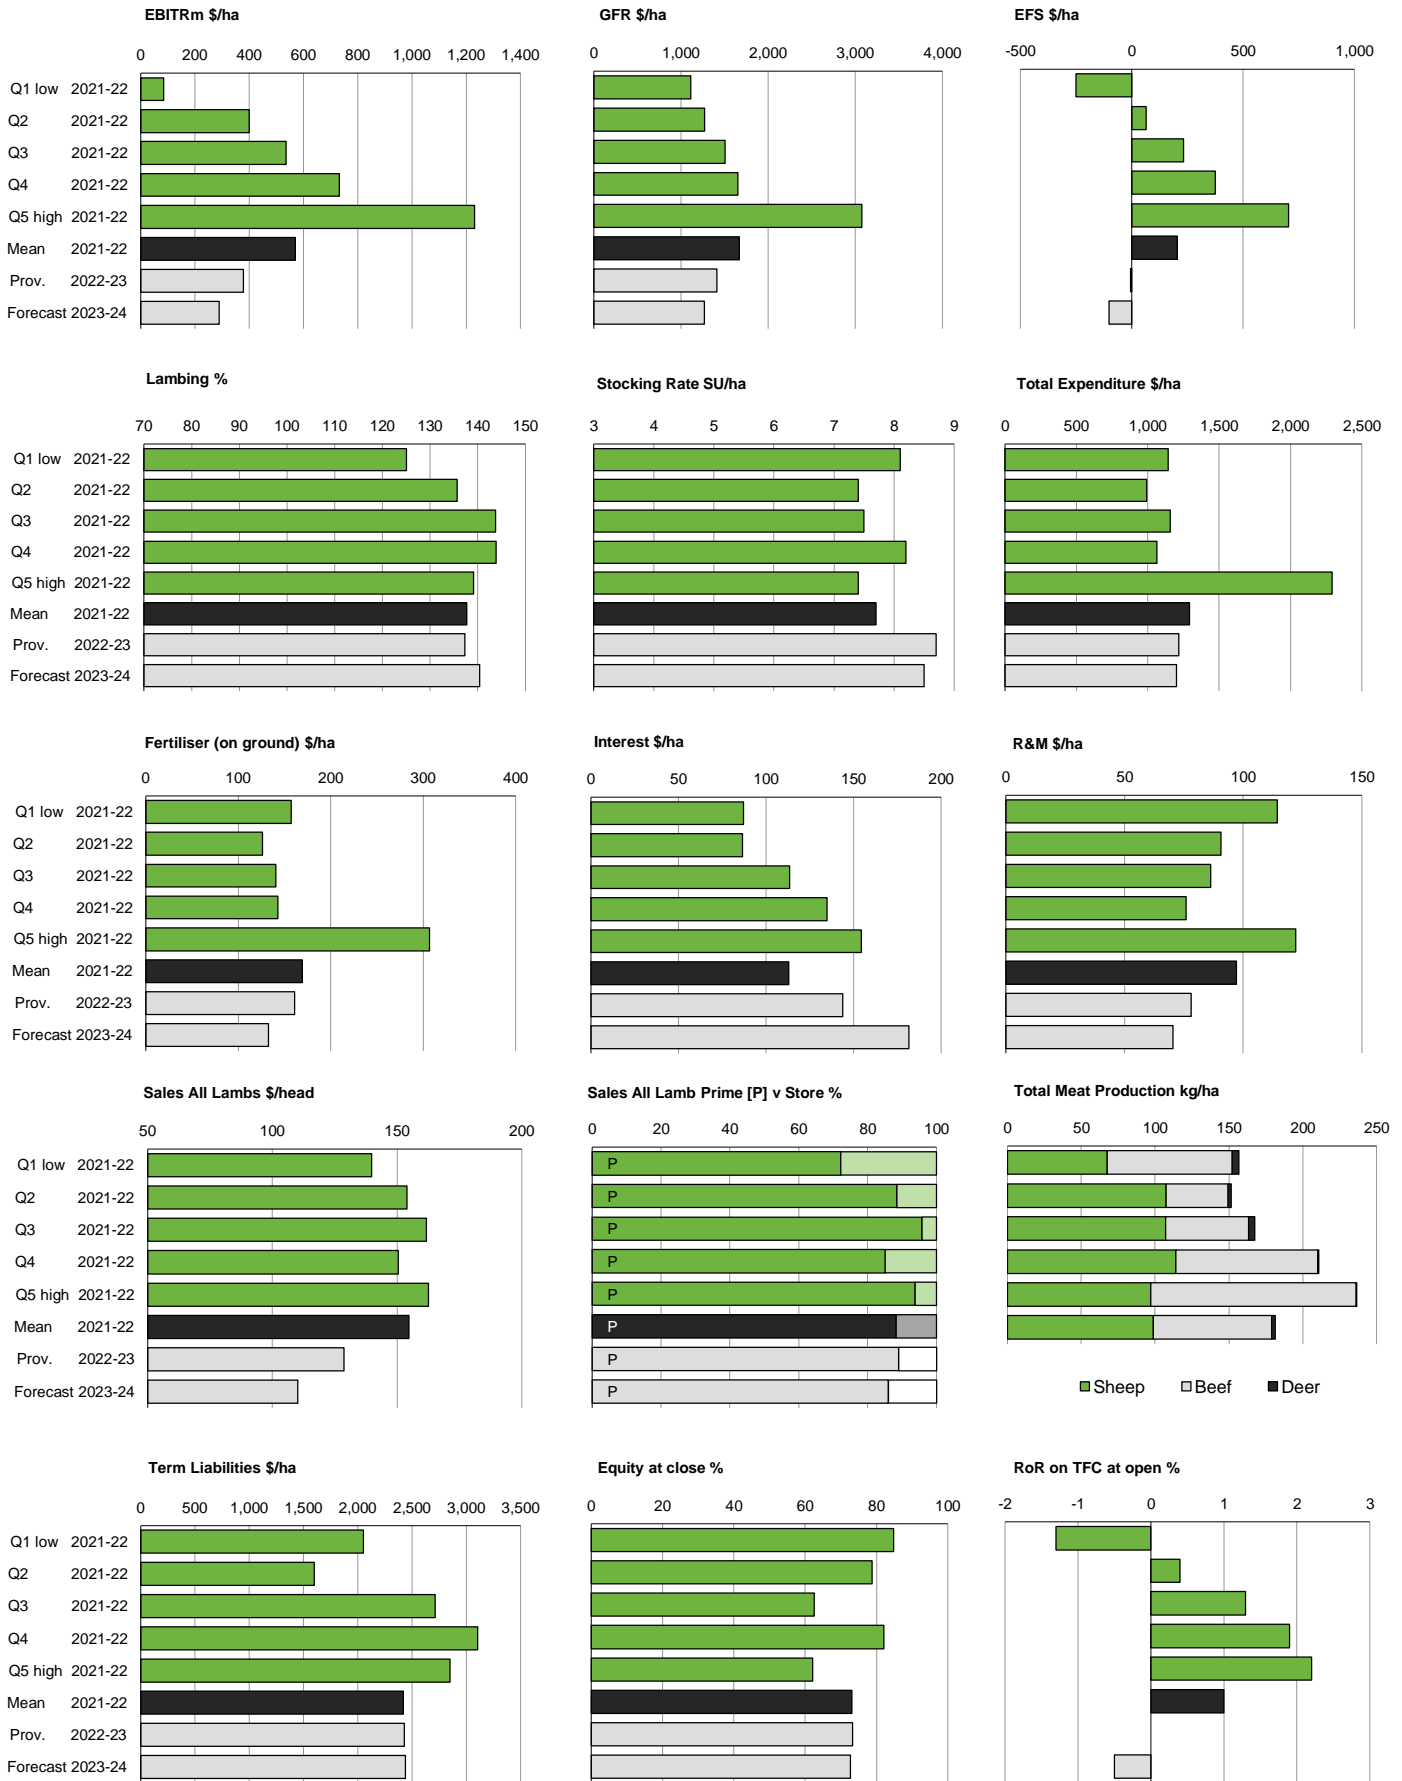 EBITRm $/ha
GFR $/ha
EFS $/ha
0 200 400 600 800 1,000 1,200 1,400
0 1,000 2,000 3,000 4,000
-500 0 500 1,000
Q1 low 2021-22
Q2 2021-22
Q3 2021-22
Q4 2021-22
Q5 high 2021-22
Mean 2021-22
Prov. 2022-23
Forecast 2023-24
Lambing %
Stocking Rate SU/ha
Total Expenditure $/ha
70 80 90 100 110 120 130 140 150
3 4 5 6 7 8 9
0 500 1,000 1,500 2,000 2,500
Q1 low 2021-22
Q2 2021-22
Q3 2021-22
Q4 2021-22
Q5 high 2021-22
Mean 2021-22
Prov. 2022-23
Forecast 2023-24
Fertiliser (on ground) $/ha
Interest $/ha
R&M $/ha
0 100 200 300 400
0 50 100 150 200
0 50 100 150
Q1 low 2021-22
Q2 2021-22
Q3 2021-22
Q4 2021-22
Q5 high 2021-22
Mean 2021-22
Prov. 2022-23
Forecast 2023-24
Sales All Lambs $/head
Sales All Lamb Prime [P] v Store %
Total Meat Production kg/ha
50 100 150 200
0 20 40 60 80 100
0 50 100 150 200 250
Q1 low 2021-22 P
Q2 2021-22 P
Q3 2021-22 P
Q4 2021-22 P
Q5 high 2021-22 P
Mean 2021-22 P
Prov. 2022-23 P
Forecast 2023-24 P
Sheep Beef Deer
Term Liabilities $/ha
Equity at close %
RoR on TFC at open %
0 500 1,000 1,500 2,000 2,500 3,000 3,500
0 20 40 60 80 100
-2 -1 0 1 2 3
Q1 low 2021-22
Q2 2021-22
Q3 2021-22
Q4 2021-22
Q5 high 2021-22
Mean 2021-22
Prov. 2022-23
Forecast 2023-24